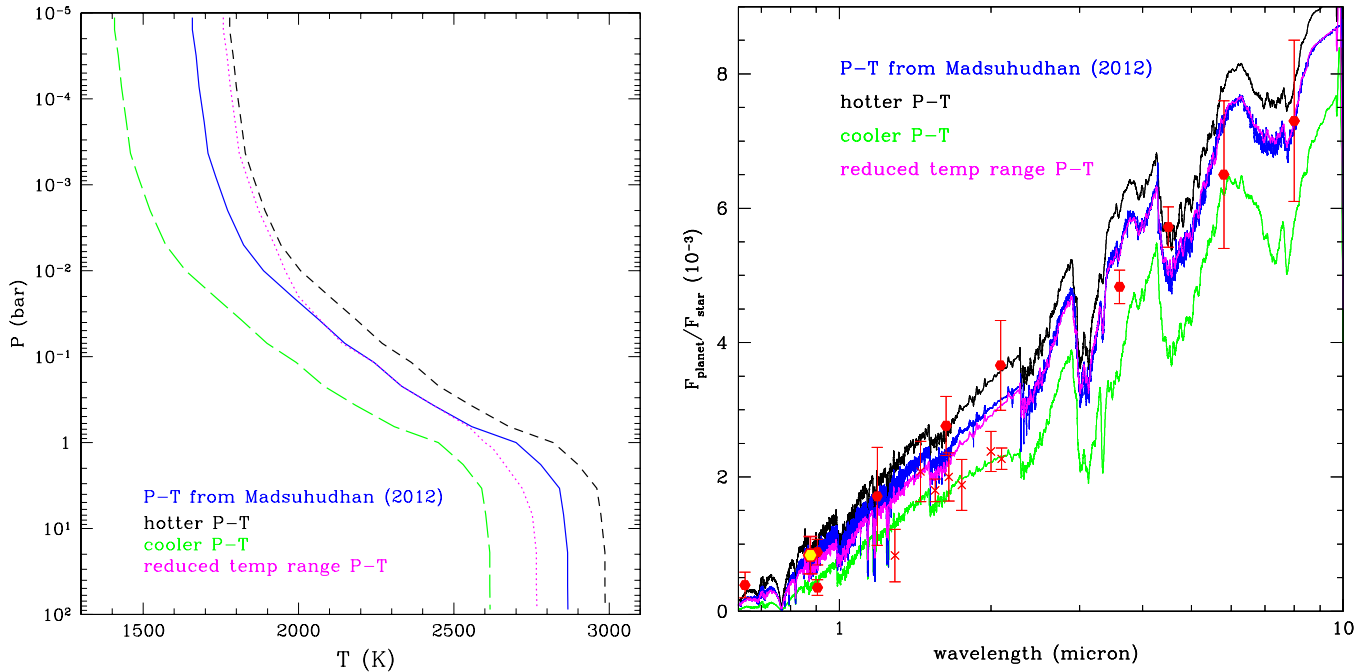 10⁻⁵
10⁻⁴
10⁻³
10⁻²
10⁻¹
1
10¹
10²
P (bar)
P−T from Madsuhudhan (2012)
hotter P−T
cooler P−T
reduced temp range P−T
1500 2000 2500 3000
T (K)
8
6
4
2
0
F_planet/F_star (10⁻³)
P−T from Madsuhudhan (2012)
hotter P−T
cooler P−T
reduced temp range P−T
1 10
wavelength (micron)